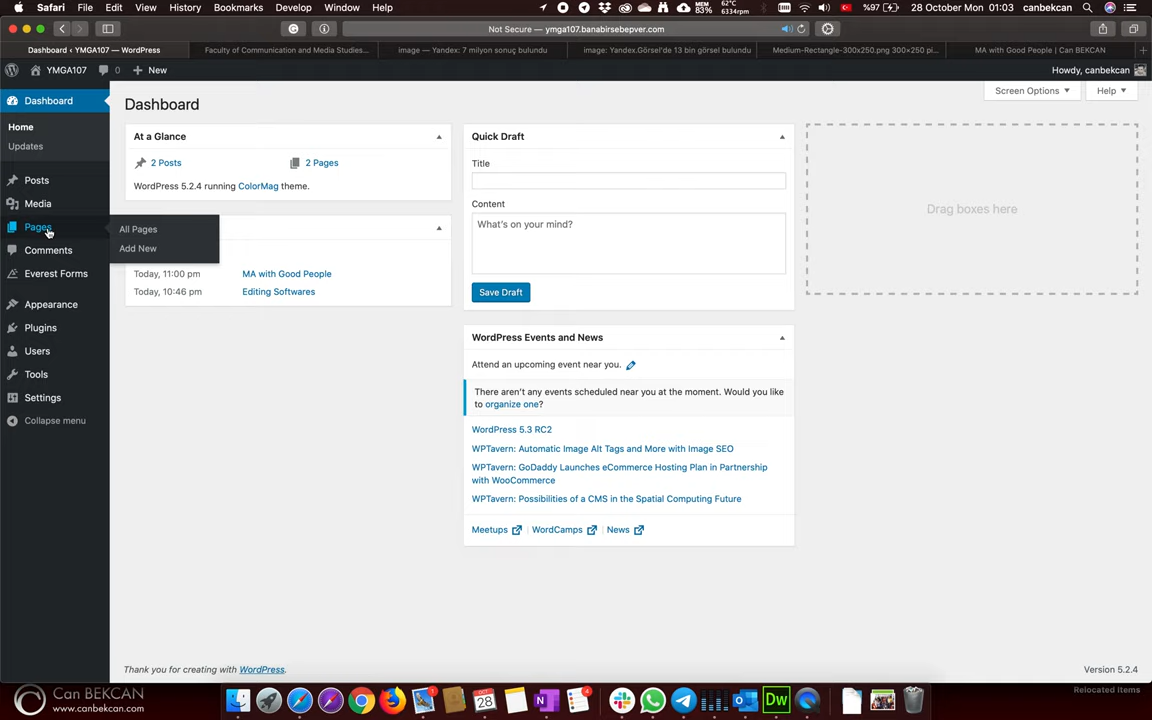 Safari File Edit View History Bookmarks Develop Window Help
MEM 83% 62°C 6334rpm %97 28 October Mon 01:03 canbekcan
Not Secure — ymga107.banabirsebepver.com
Dashboard ‹ YMGA107 — WordPress
Faculty of Communication and Media Studies...
image — Yandex: 7 milyon sonuç bulundu
image: Yandex.Görsel'de 13 bin görsel bulundu
Medium-Rectangle-300x250.png 300×250 pi...
MA with Good People | Can BEKCAN
YMGA107 0 New
Howdy, canbekcan
Dashboard
Home
Updates
Posts
Media
Pages
Comments
Everest Forms
Appearance
Plugins
Users
Tools
Settings
Collapse menu
All Pages
Add New
Screen Options
Help
Dashboard
At a Glance
2 Posts
2 Pages
WordPress 5.2.4 running ColorMag theme.
Today, 11:00 pm MA with Good People
Today, 10:46 pm Editing Softwares
Quick Draft
Title
Content
What's on your mind?
Save Draft
WordPress Events and News
Attend an upcoming event near you.
There aren't any events scheduled near you at the moment. Would you like
to organize one?
WordPress 5.3 RC2
WPTavern: Automatic Image Alt Tags and More with Image SEO
WPTavern: GoDaddy Launches eCommerce Hosting Plan in Partnership
with WooCommerce
WPTavern: Possibilities of a CMS in the Spatial Computing Future
Meetups | WordCamps | News
Drag boxes here
Thank you for creating with WordPress.
Version 5.2.4
Can BEKCAN
www.canbekcan.com
28
1
4
Dw
Relocated Items